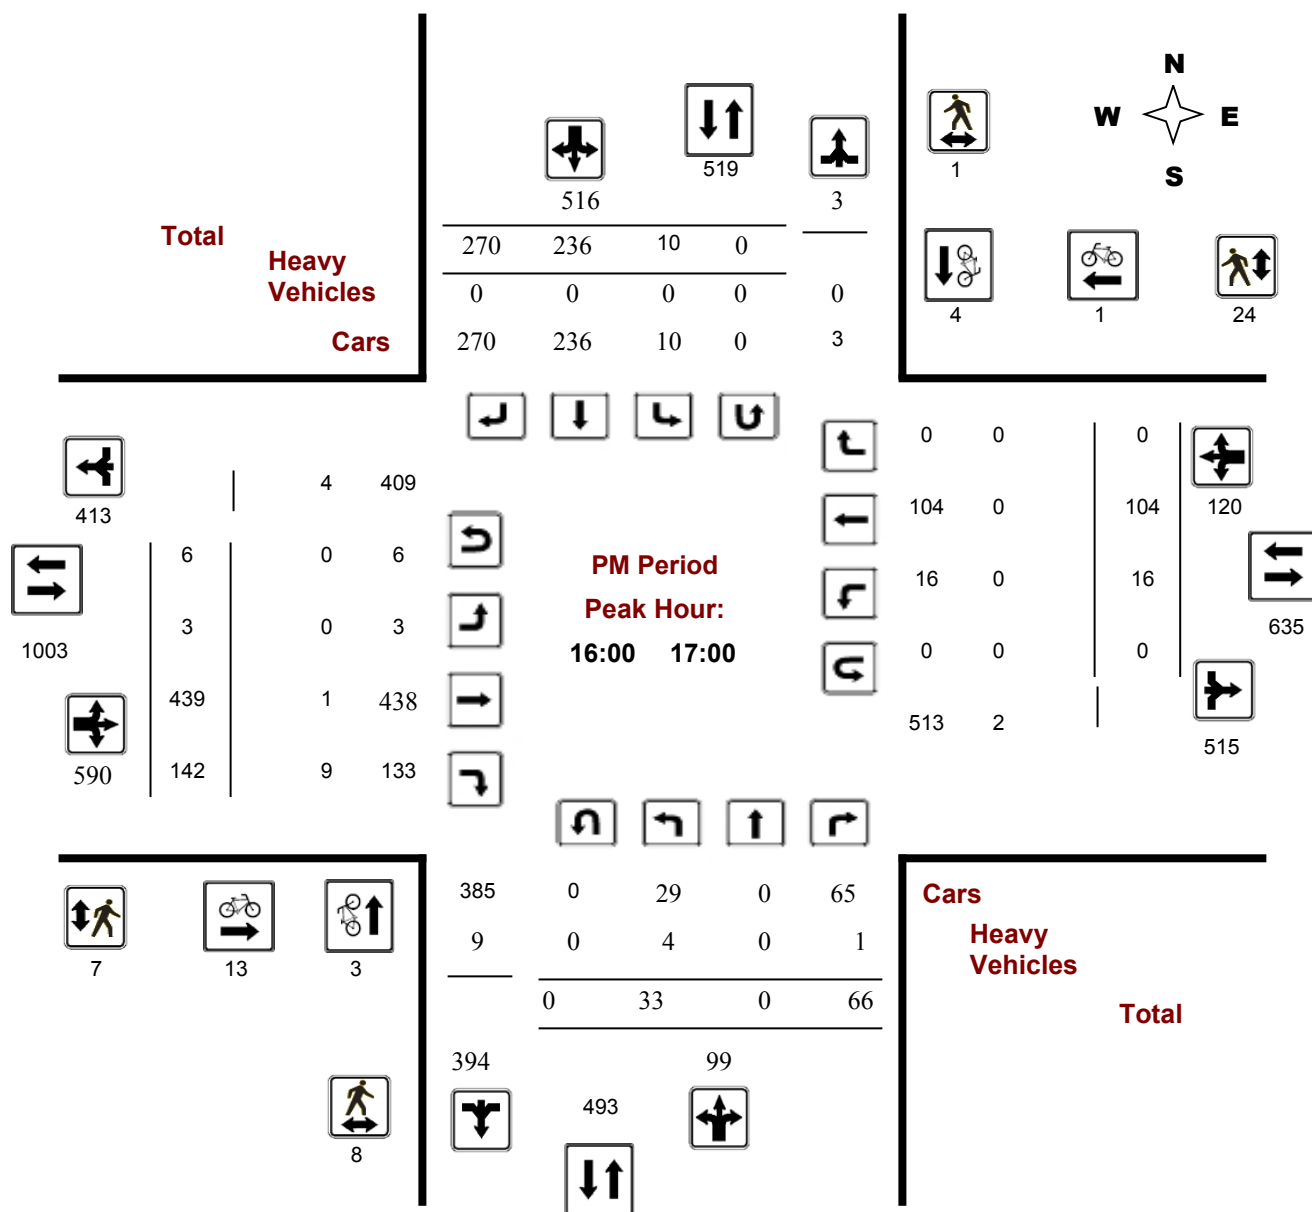 N
W E
S
519
516
3
1
Total
270 236 10 0
Heavy
Vehicles
0 0 0 0 0
4 1 24
Cars
270 236 10 0 3
0 0 0
4 409
413
104 0 104 120
6 0 6
PM Period
16 0 16
Peak Hour:
3 0 3
635
1003
16:00 17:00
0 0 0
439 1 438
513 2
515
590
142 9 133
385 0 29 0 65
Cars
9 0 4 0 1
Heavy
Vehicles
7 13 3
0 33 0 66
Total
394 99
493
8